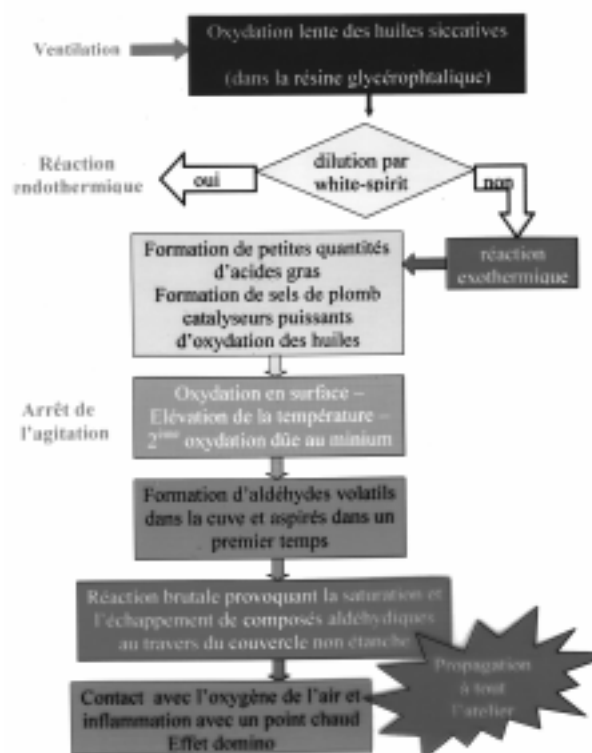 Oxydation lente des huiles siccatives
(dans la résine glycérophtalique)
Ventilation
dilution par
white-spirit
oui
non
Réaction
endothermique
réaction
exothermique
Formation de petites quantités
d'acides gras
Formation de sels de plomb
catalyseurs puissants
d'oxydation des huiles
Arrêt de
l'agitation
Oxydation en surface –
Elévation de la température –
2ième oxydation dûe au minium
Formation d'aldéhydes volatils
dans la cuve et aspirés dans un
premier temps
Réaction brutale provoquant la saturation et
l'échappement de composés aldéhydiques
au travers du couvercle non étanche
Propagation
à tout
l'atelier
Contact avec l'oxygène de l'air et
inflammation avec un point chaud
Effet domino